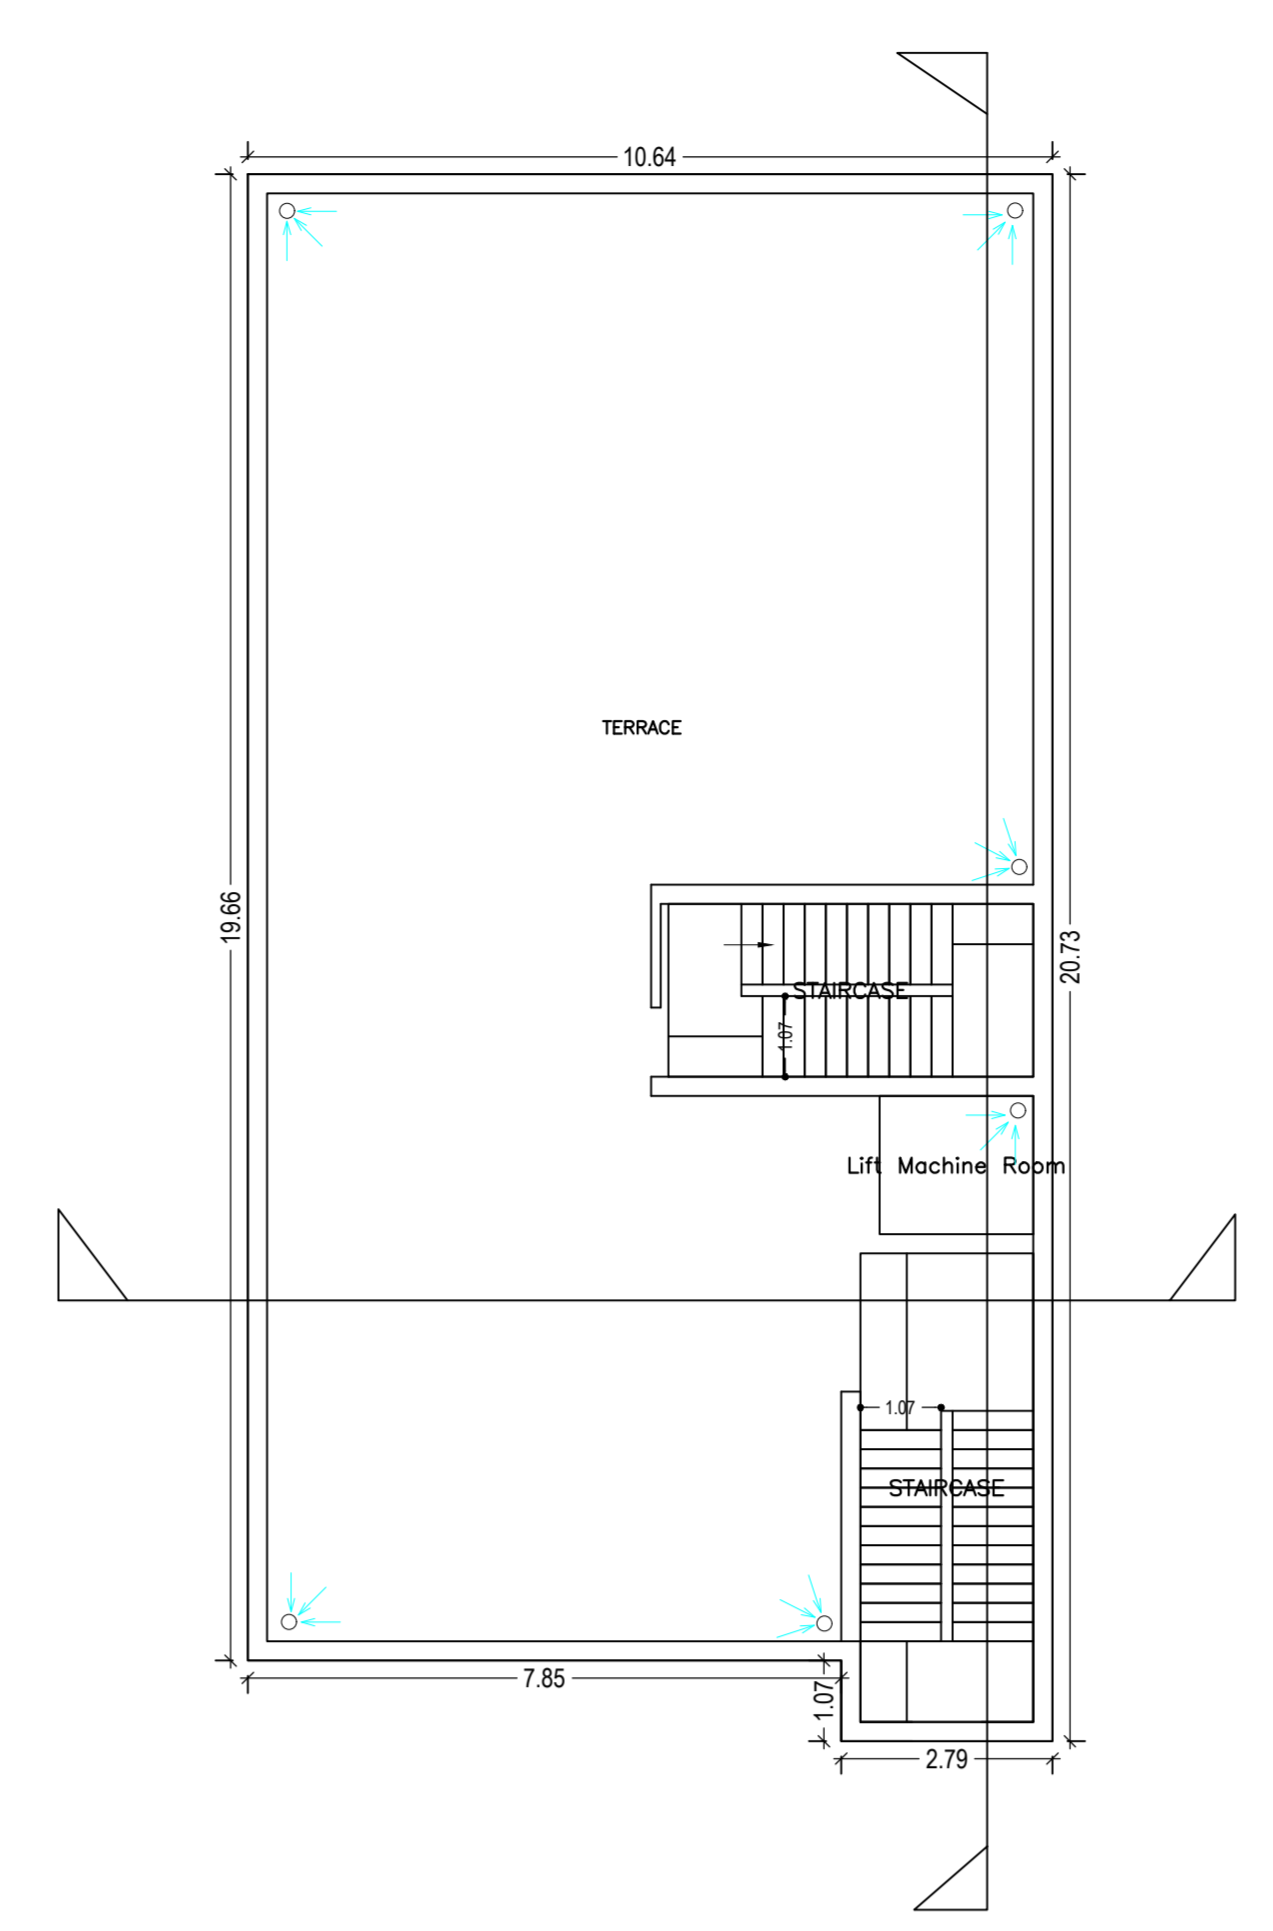 10.64
TERRACE
19.66
20.73
STAIRCASE
1.07
Lift Machine Room
1.07
STAIRCASE
7.85
1.07
2.79